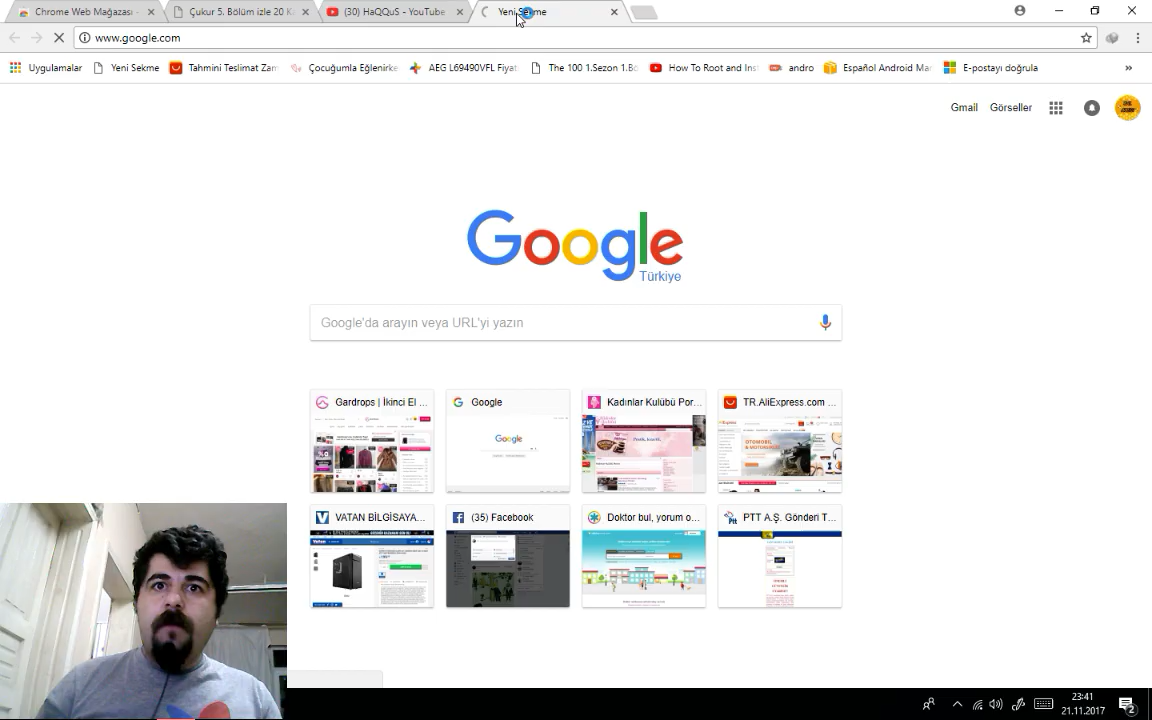 Chrome Web Mağazası -
Çukur 5. Bölüm izle 20 K
(30) HaQQuS - YouTube
Yeni Sekme
www.google.com
Uygulamalar
Yeni Sekme
Tahmini Teslimat Zam
Çocuğumla Eğlenirke
AEG L69490VFL Fiyat
The 100 1.Sezon 1.Bö
How To Root and Inst
andro
Español Android Mar
E-postayı doğrula
»
Gmail
Görseller
Google
Türkiye
Google'da arayın veya URL'yi yazın
Gardrops | İkinci El ...
Google
Kadınlar Kulübü Por...
TR.AliExpress.com ...
Google
OTOMOBİL
VATAN BİLGİSAYA...
(35) Facebook
Doktor bul, yorum o...
PTT A.Ş. Gönderi T...
23:41
21.11.2017
2